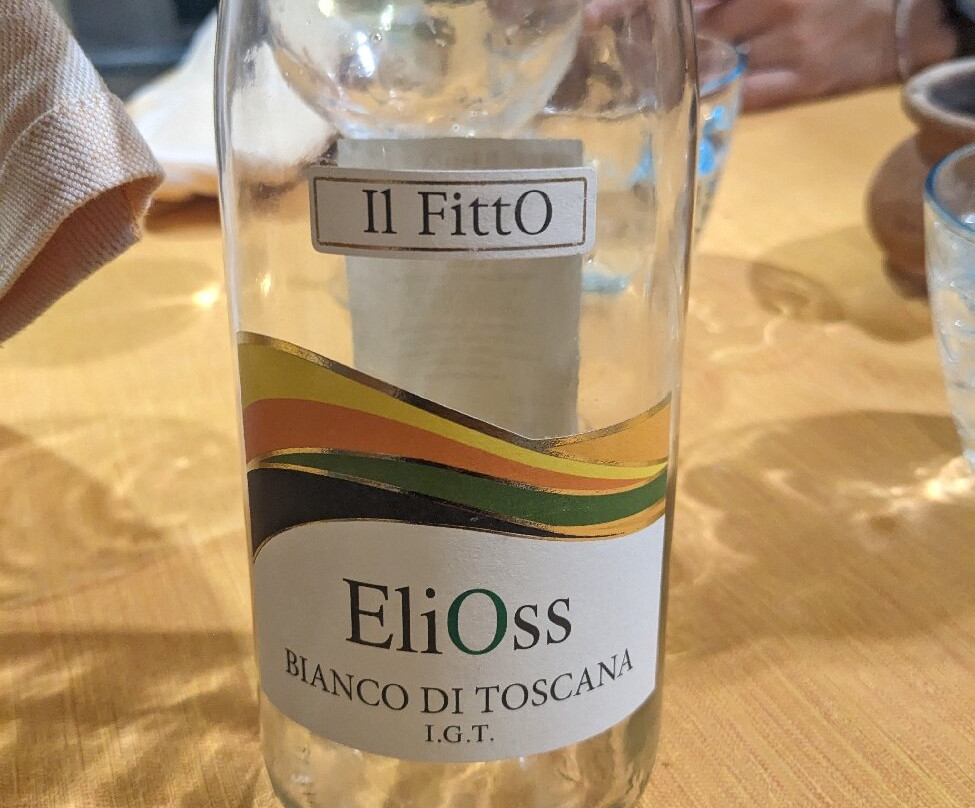 Il FittO
EliOss
BIANCO DI TOSCANA
I.G.T.